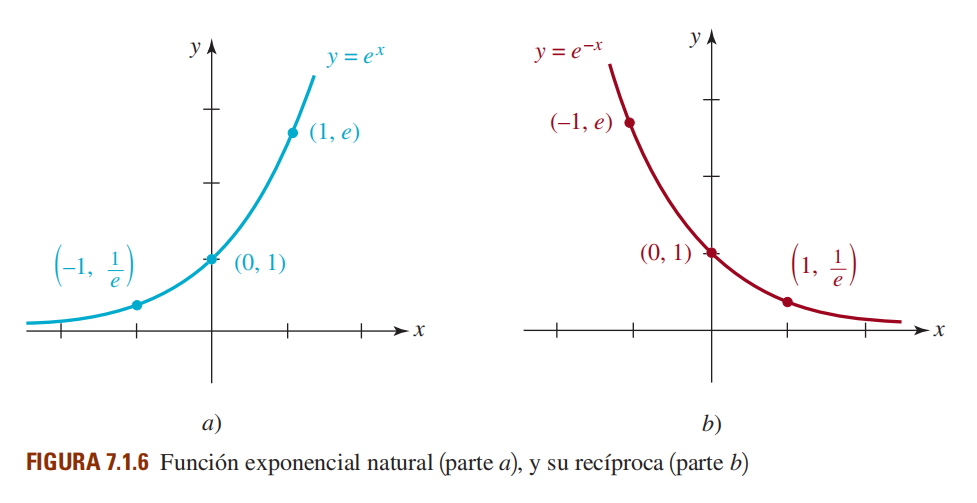 y
y = e^x
(1, e)
(0, 1)
(-1, 1/e)
x
a)
y = e^-x
y
(–1, e)
(0, 1)
(1, 1/e)
x
b)
FIGURA 7.1.6 Función exponencial natural (parte a), y su recíproca (parte b)